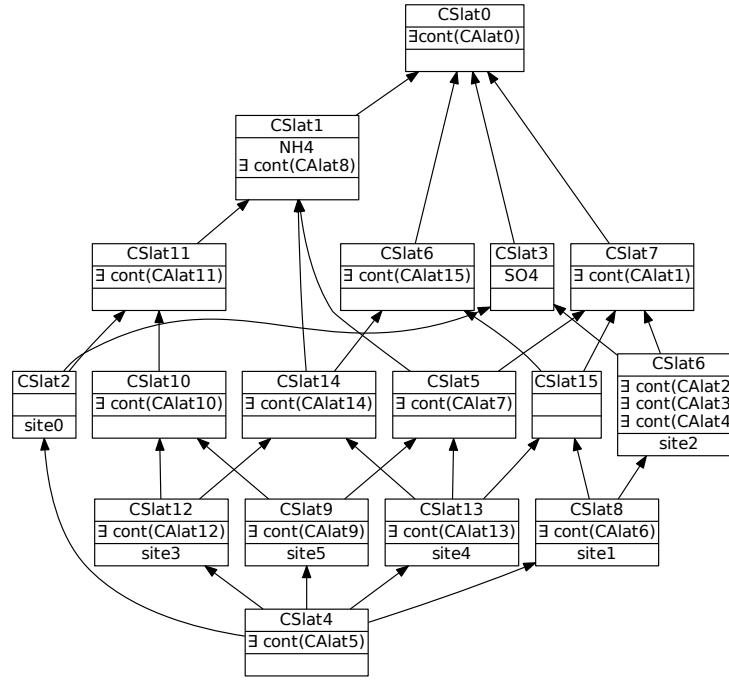 CSlat0
∃cont(CAlat0)
CSlat1
NH4
∃ cont(CAlat8)
CSlat11
∃ cont(CAlat11)
CSlat6
∃ cont(CAlat15)
CSlat3
SO4
CSlat7
∃ cont(CAlat1)
CSlat2
site0
CSlat10
∃ cont(CAlat10)
CSlat14
∃ cont(CAlat14)
CSlat5
∃ cont(CAlat7)
CSlat15
CSlat6
∃ cont(CAlat2
∃ cont(CAlat3
∃ cont(CAlat4
site2
CSlat12
∃ cont(CAlat12)
site3
CSlat9
∃ cont(CAlat9)
site5
CSlat13
∃ cont(CAlat13)
site4
CSlat8
∃ cont(CAlat6)
site1
CSlat4
∃ cont(CAlat5)